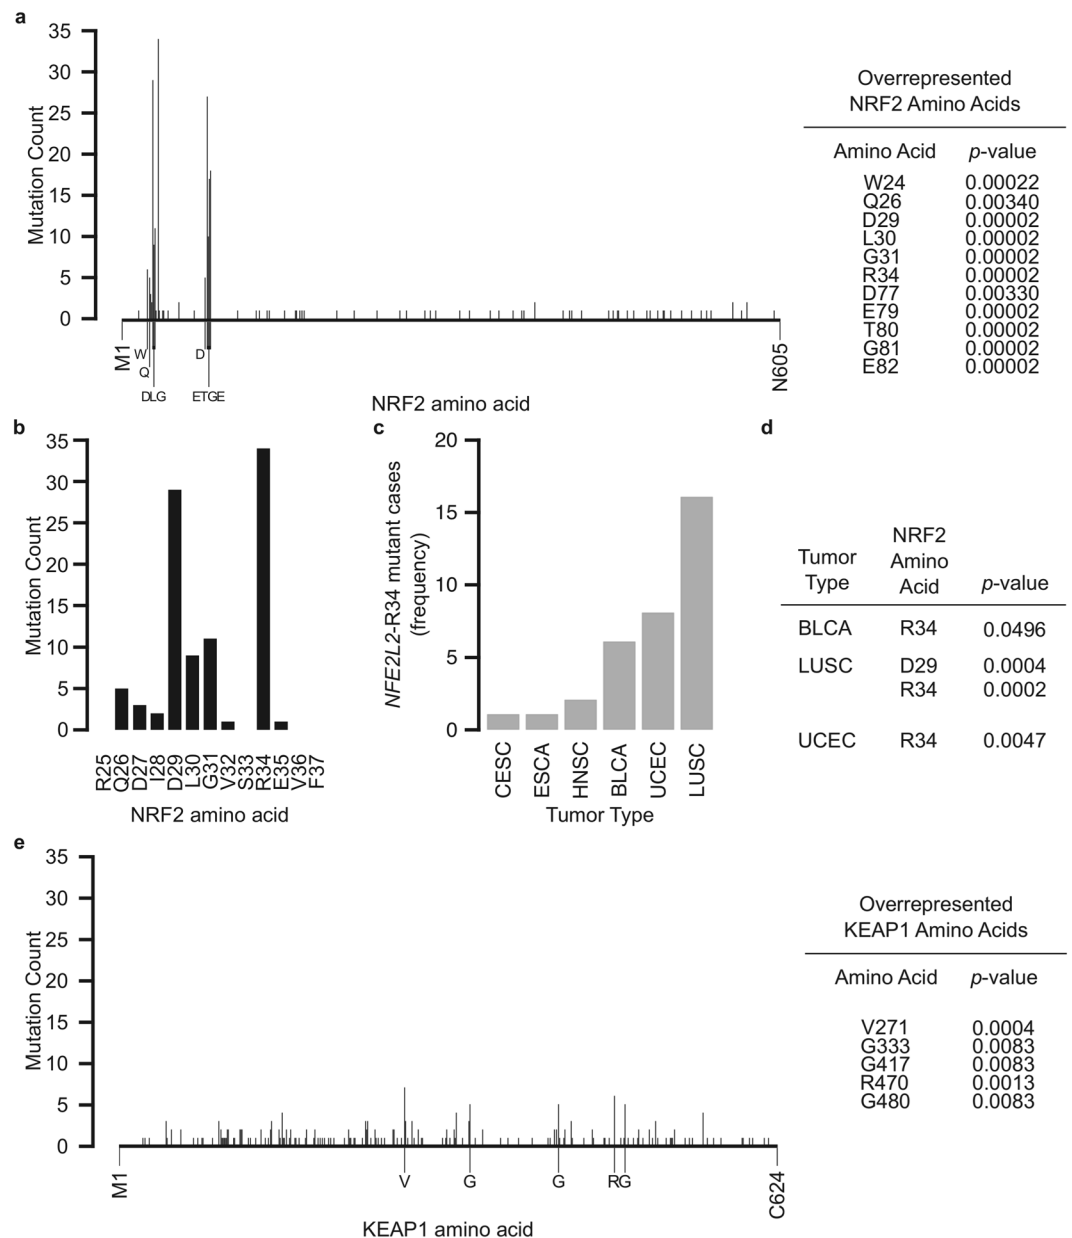 a
35
30
25
20
15
10
5
0
Mutation Count
M1
W
Q
DLG
D
ETGE
N605
NRF2 amino acid
Overrepresented
NRF2 Amino Acids
Amino Acid p-value
W24 0.00022
Q26 0.00340
D29 0.00002
L30 0.00002
G31 0.00002
R34 0.00002
D77 0.00330
E79 0.00002
T80 0.00002
G81 0.00002
E82 0.00002
b
35
30
25
20
15
10
5
0
Mutation Count
R25
Q26
D27
I28
D29
L30
G31
V32
S33
R34
E35
V36
F37
NRF2 amino acid
c
20
15
10
5
0
NFE2L2-R34 mutant cases
(frequency)
CESC
ESCA
HNSC
BLCA
UCEC
LUSC
Tumor Type
d
Tumor
Type
NRF2
Amino
Acid
p-value
BLCA R34 0.0496
LUSC D29 0.0004
R34 0.0002
UCEC R34 0.0047
e
35
30
25
20
15
10
5
0
Mutation Count
M1
V
G
G
RG
C624
KEAP1 amino acid
Overrepresented
KEAP1 Amino Acids
Amino Acid p-value
V271 0.0004
G333 0.0083
G417 0.0083
R470 0.0013
G480 0.0083